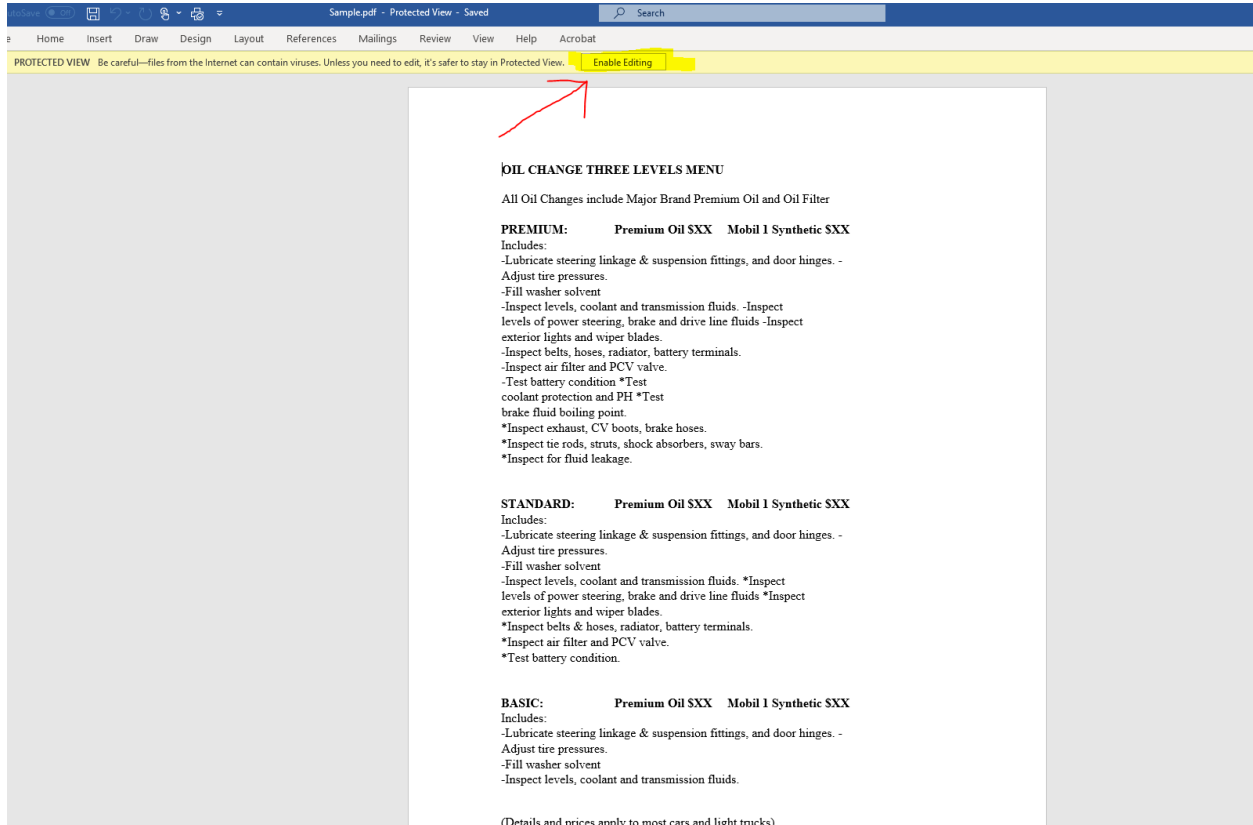 AutoSave Off Sample.pdf - Protected View - Saved Search
Home Insert Draw Design Layout References Mailings Review View Help Acrobat
PROTECTED VIEW Be careful—files from the Internet can contain viruses. Unless you need to edit, it's safer to stay in Protected View. Enable Editing
OIL CHANGE THREE LEVELS MENU
All Oil Changes include Major Brand Premium Oil and Oil Filter
PREMIUM: Premium Oil $XX Mobil 1 Synthetic $XX
Includes:
-Lubricate steering linkage & suspension fittings, and door hinges. -
Adjust tire pressures.
-Fill washer solvent
-Inspect levels, coolant and transmission fluids. -Inspect
levels of power steering, brake and drive line fluids -Inspect
exterior lights and wiper blades.
-Inspect belts, hoses, radiator, battery terminals.
-Inspect air filter and PCV valve.
-Test battery condition *Test
coolant protection and PH *Test
brake fluid boiling point.
*Inspect exhaust, CV boots, brake hoses.
*Inspect tie rods, struts, shock absorbers, sway bars.
*Inspect for fluid leakage.
STANDARD: Premium Oil $XX Mobil 1 Synthetic $XX
Includes:
-Lubricate steering linkage & suspension fittings, and door hinges. -
Adjust tire pressures.
-Fill washer solvent
-Inspect levels, coolant and transmission fluids. *Inspect
levels of power steering, brake and drive line fluids *Inspect
exterior lights and wiper blades.
*Inspect belts & hoses, radiator, battery terminals.
*Inspect air filter and PCV valve.
*Test battery condition.
BASIC: Premium Oil $XX Mobil 1 Synthetic $XX
Includes:
-Lubricate steering linkage & suspension fittings, and door hinges. -
Adjust tire pressures.
-Fill washer solvent
-Inspect levels, coolant and transmission fluids.
(Details and prices apply to most cars and light trucks)